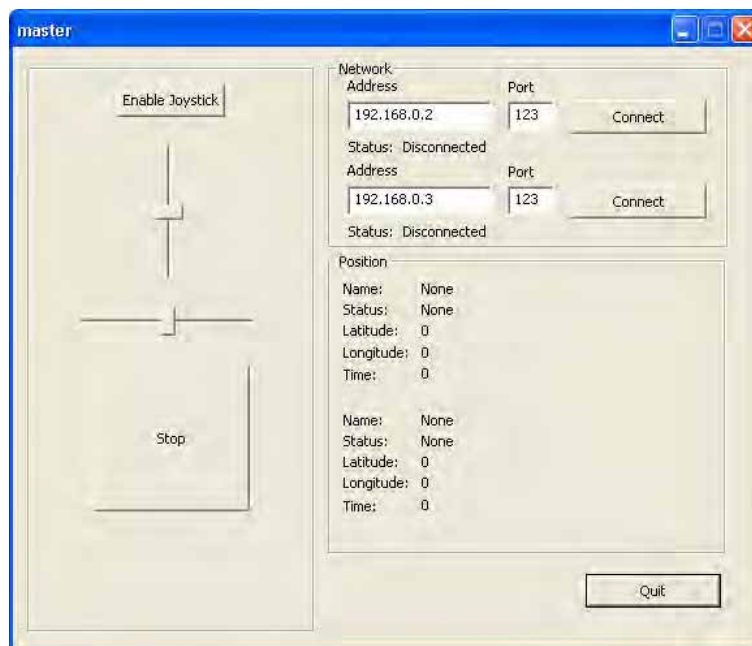 master
Enable Joystick
Stop
Network
Address Port
192.168.0.2 123 Connect
Status: Disconnected
Address Port
192.168.0.3 123 Connect
Status: Disconnected
Position
Name: None
Status: None
Latitude: 0
Longitude: 0
Time: 0
Name: None
Status: None
Latitude: 0
Longitude: 0
Time: 0
Quit